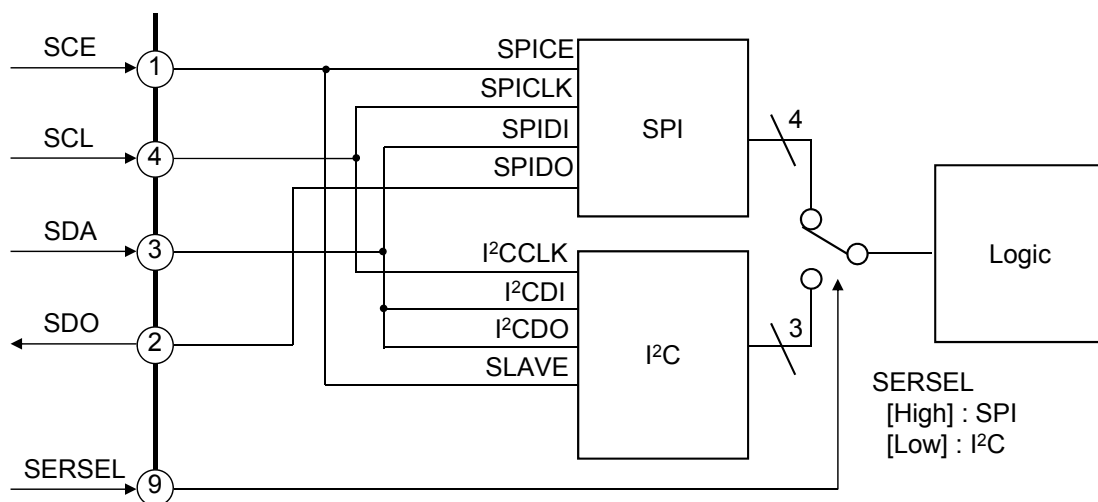 SCE
1
SPICE
SPICLK
4
SCL
4
SPIDI
SPI
SPIDO
SDA
3
I²CCLK
Logic
I²CDI
SDO
2
I²CDO
3
I²C
SLAVE
SERSEL
[High] : SPI
[Low] : I²C
SERSEL
9